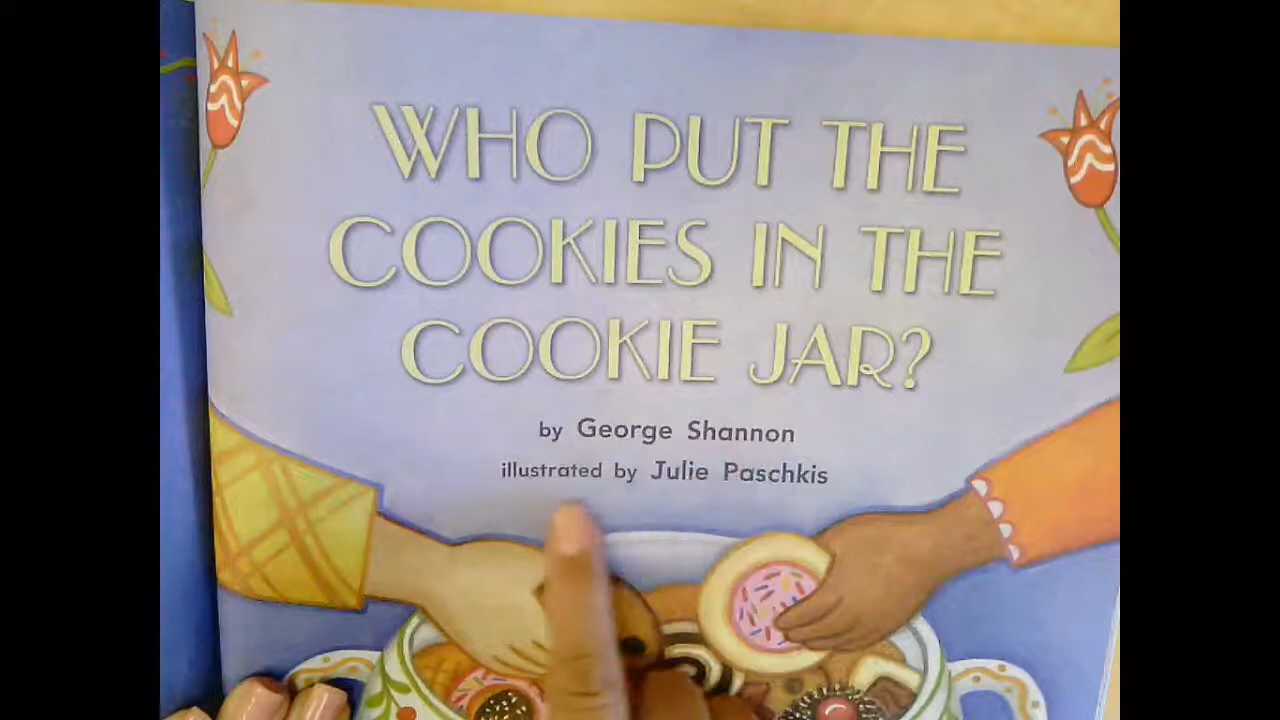 WHO PUT THE
COOKIES IN THE
COOKIE JAR?
by George Shannon
illustrated by Julie Paschkis